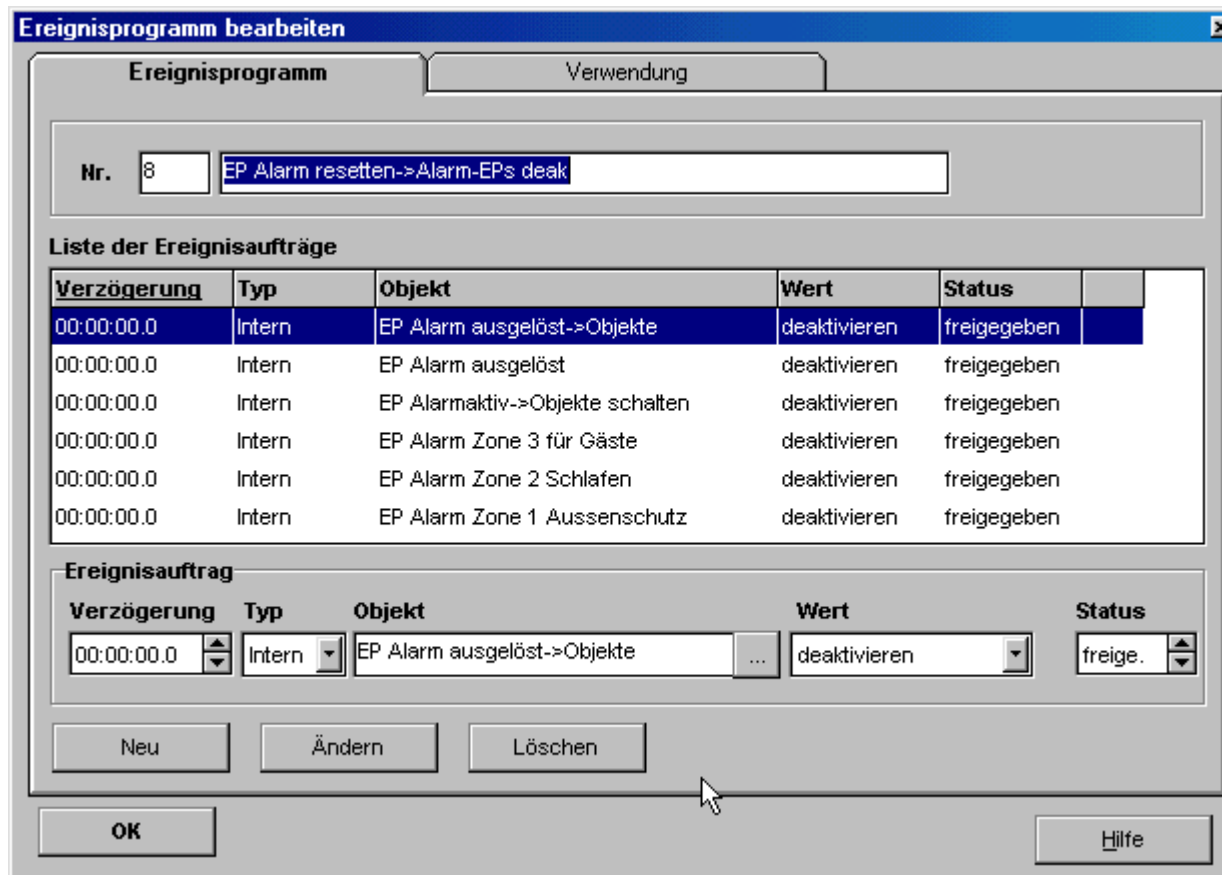 Ereignisprogramm bearbeiten
Ereignisprogramm Verwendung
Nr. 8 EP Alarm resetten->Alarm-EPs deak
Liste der Ereignisaufträge
Verzögerung Typ Objekt Wert Status
00:00:00.0 Intern EP Alarm ausgelöst->Objekte deaktivieren freigegeben
00:00:00.0 Intern EP Alarm ausgelöst deaktivieren freigegeben
00:00:00.0 Intern EP Alarmaktiv->Objekte schalten deaktivieren freigegeben
00:00:00.0 Intern EP Alarm Zone 3 für Gäste deaktivieren freigegeben
00:00:00.0 Intern EP Alarm Zone 2 Schlafen deaktivieren freigegeben
00:00:00.0 Intern EP Alarm Zone 1 Aussenschutz deaktivieren freigegeben
Ereignisauftrag
Verzögerung Typ Objekt Wert Status
00:00:00.0 Intern EP Alarm ausgelöst->Objekte ... deaktivieren freige.
Neu Ändern Löschen
OK Hilfe